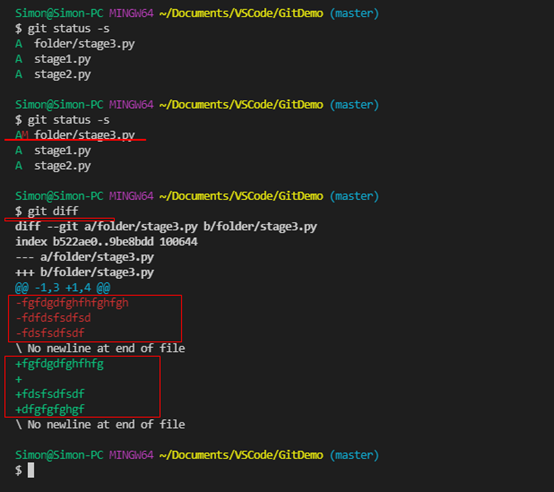 Simon@Simon-PC MINGW64 ~/Documents/VSCode/GitDemo (master)
$ git status -s
A  folder/stage3.py
A  stage1.py
A  stage2.py
Simon@Simon-PC MINGW64 ~/Documents/VSCode/GitDemo (master)
$ git status -s
AM folder/stage3.py
A  stage1.py
A  stage2.py
Simon@Simon-PC MINGW64 ~/Documents/VSCode/GitDemo (master)
$ git diff
diff --git a/folder/stage3.py b/folder/stage3.py
index b522ae0..9be8bdd 100644
--- a/folder/stage3.py
+++ b/folder/stage3.py
@@ -1,3 +1,4 @@
-fgfdgdfghfhfghfgh
-fdfdsfsdfsd
-fdsfsdfsdf
\ No newline at end of file
+fgfdgdfghfhfg
+
+fdsfsdfsdf
+dfgfgfghgf
\ No newline at end of file
Simon@Simon-PC MINGW64 ~/Documents/VSCode/GitDemo (master)
$